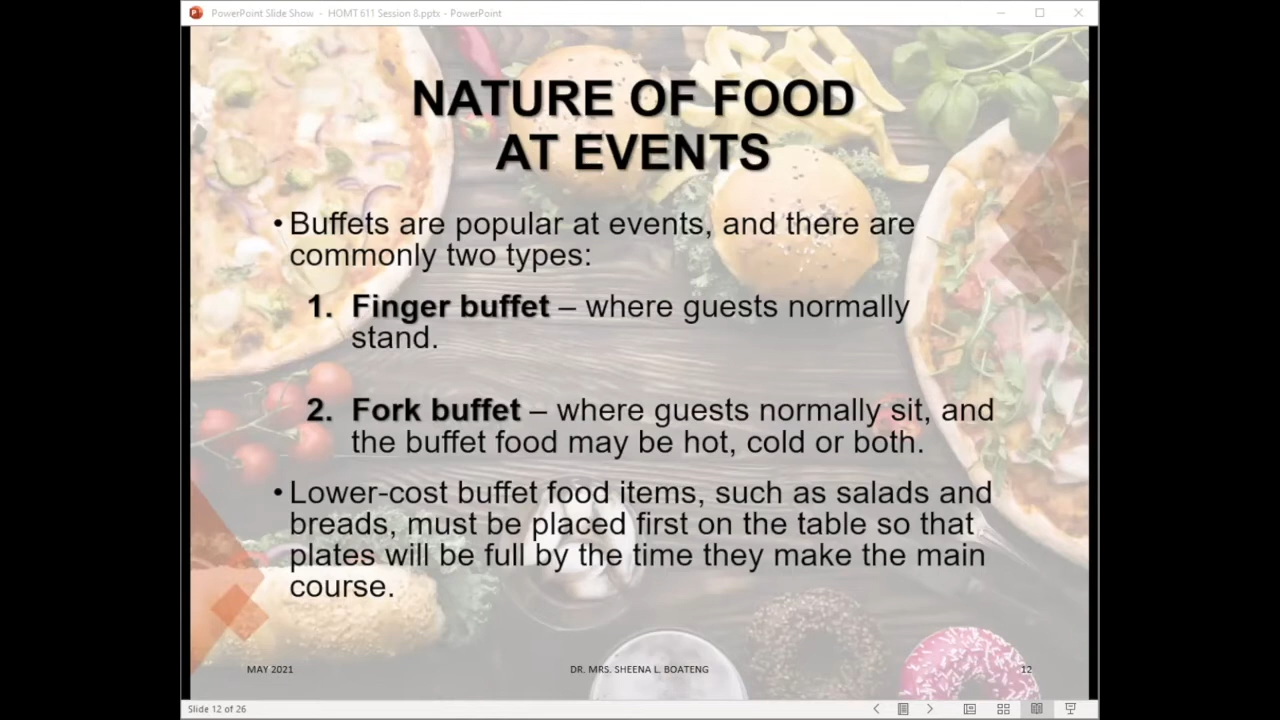 PowerPoint Slide Show - HOMT 611 Session 8.pptx - PowerPoint
NATURE OF FOOD
AT EVENTS
• Buffets are popular at events, and there are
commonly two types:
1. Finger buffet – where guests normally
stand.
2. Fork buffet – where guests normally sit, and
the buffet food may be hot, cold or both.
• Lower-cost buffet food items, such as salads and
breads, must be placed first on the table so that
plates will be full by the time they make the main
course.
MAY 2021
DR. MRS. SHEENA L. BOATENG
12
Slide 12 of 26